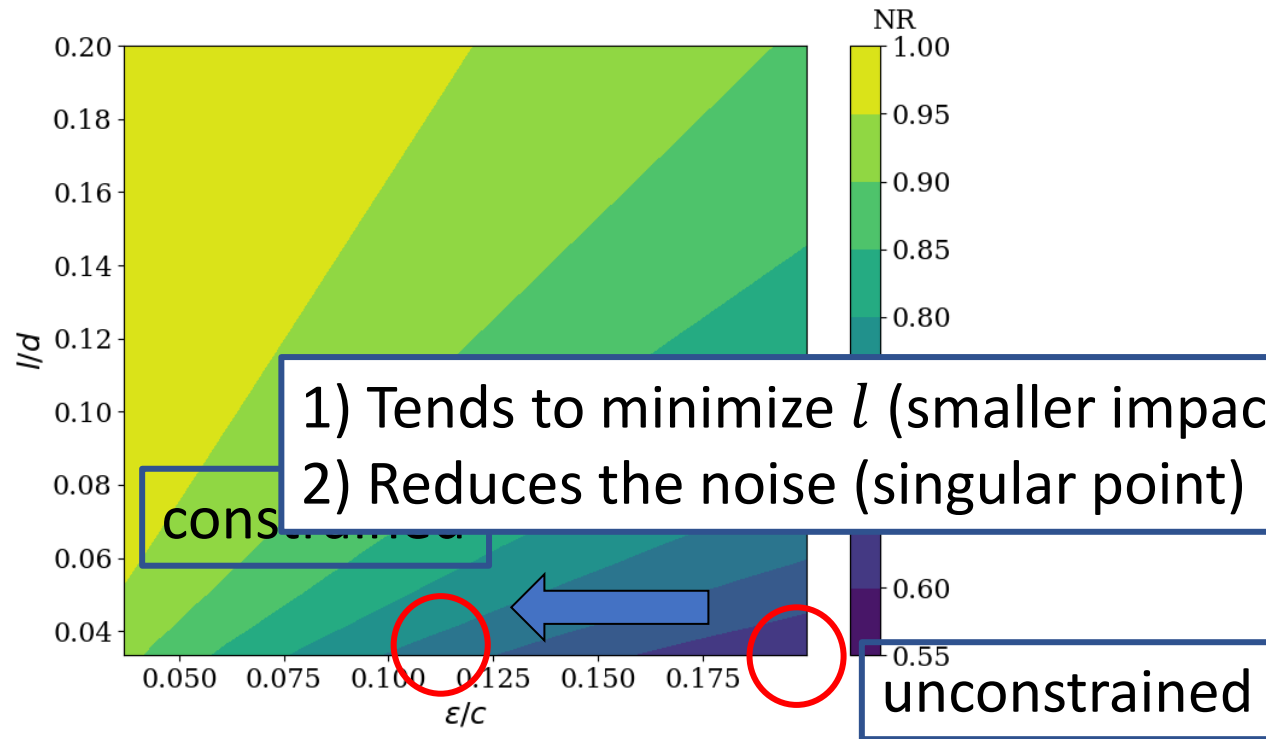 NR
0.20
0.18
0.16
0.14
0.12
0.10
0.08
0.06
0.04
l/d
0.050 0.075 0.100 0.125 0.150 0.175
ε/c
1.00
0.95
0.90
0.85
0.80
0.60
0.55
1) Tends to minimize l (smaller impac
2) Reduces the noise (singular point)
constrained
unconstrained